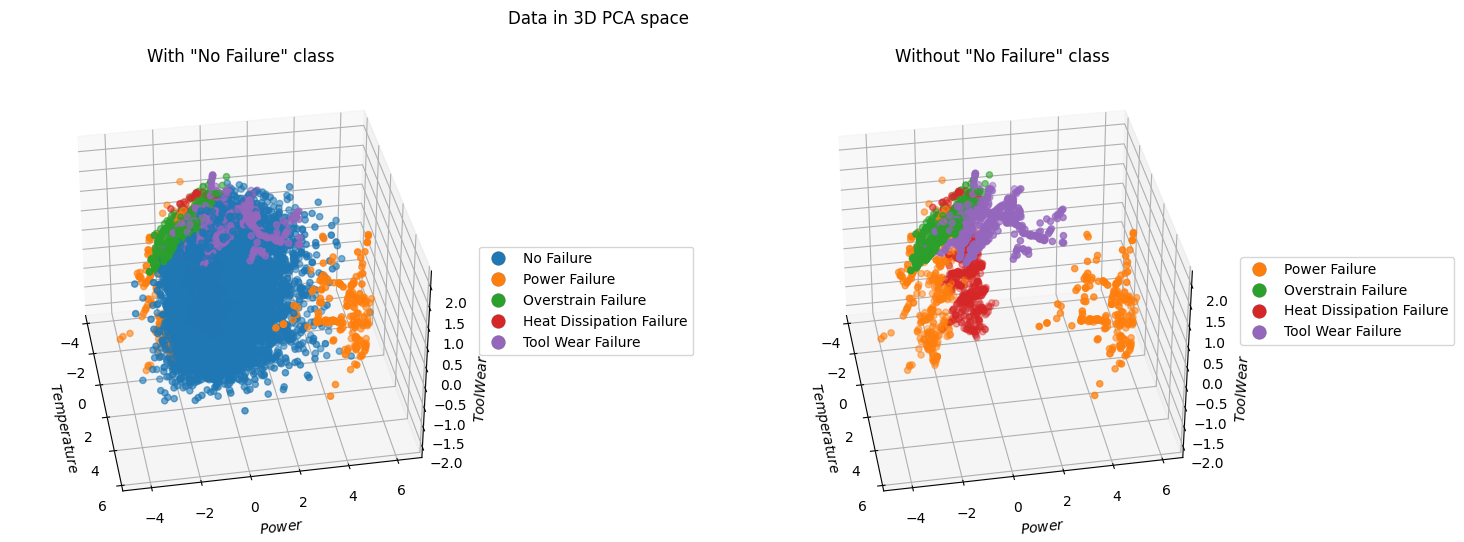 Data in 3D PCA space
With "No Failure" class
−4
−2
0
2
4
6
Temperature
−4
−2
0
2
4
6
Power
2.0
1.5
1.0
0.5
0.0
−0.5
−1.0
−1.5
−2.0
ToolWear
No Failure
Power Failure
Overstrain Failure
Heat Dissipation Failure
Tool Wear Failure
Without "No Failure" class
−4
−2
0
2
4
6
Temperature
−4
−2
0
2
4
6
Power
2.0
1.5
1.0
0.5
0.0
−0.5
−1.0
−1.5
−2.0
ToolWear
Power Failure
Overstrain Failure
Heat Dissipation Failure
Tool Wear Failure